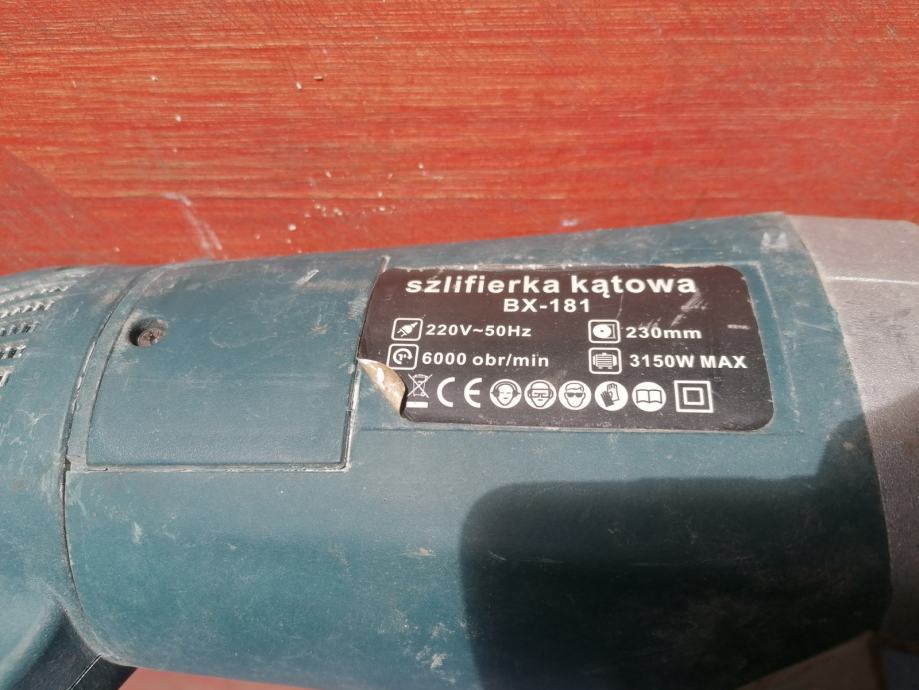 szlifierka kątowa
BX-181
220V~50Hz 230mm
6000 obr/min 3150W MAX
CE